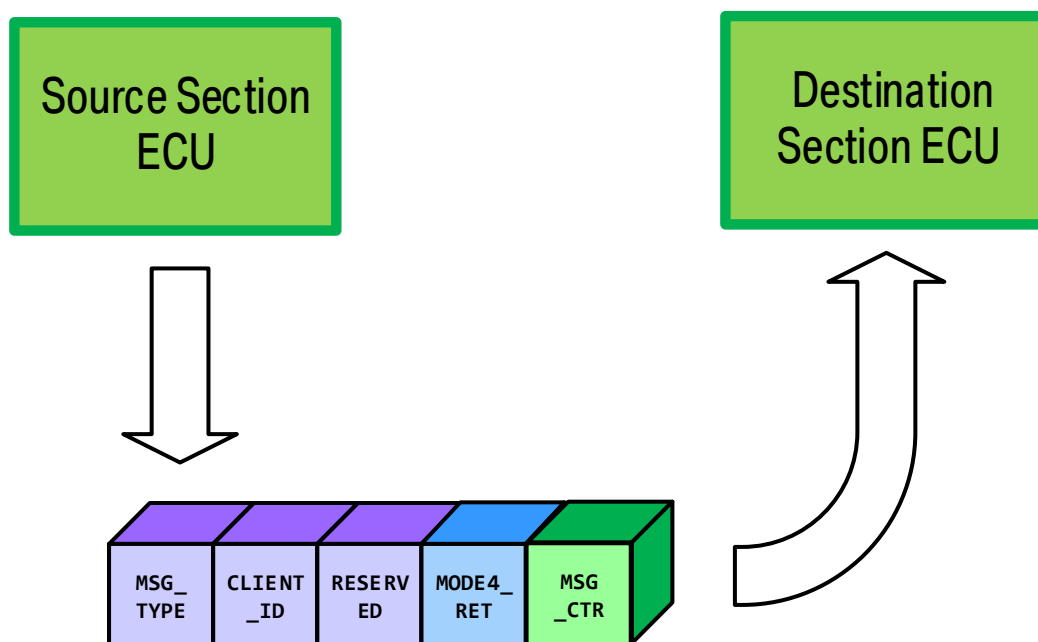 Source Section
ECU
Destination
Section ECU
MSG_
TYPE
CLIENT
_ID
RESERV
ED
MODE4_
RET
MSG
_CTR